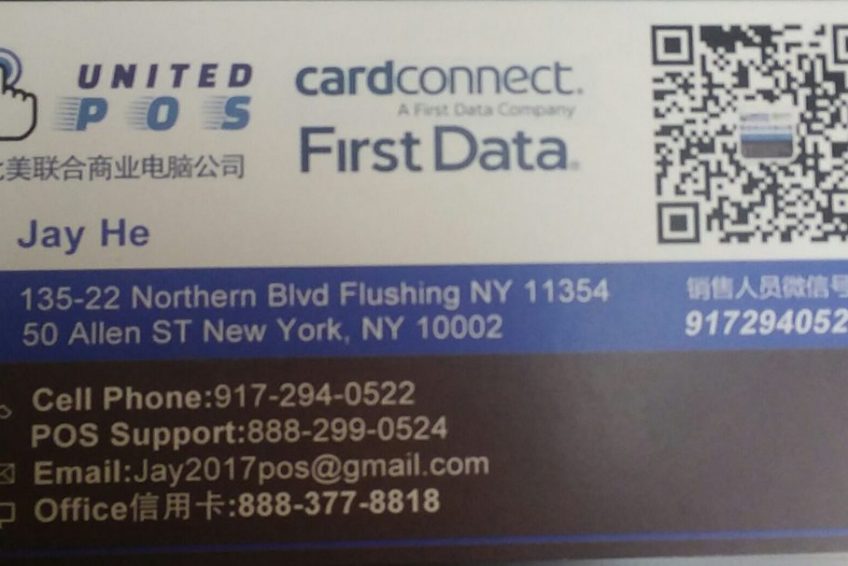 UNITED
POS
美联合商业电脑公司
cardconnect.
A First Data Company
First Data.
Jay He
135-22 Northern Blvd Flushing NY 11354
50 Allen ST New York, NY 10002
销售人员微信号
917294052
Cell Phone:917-294-0522
POS Support:888-299-0524
Email:Jay2017pos@gmail.com
Office信用卡:888-377-8818